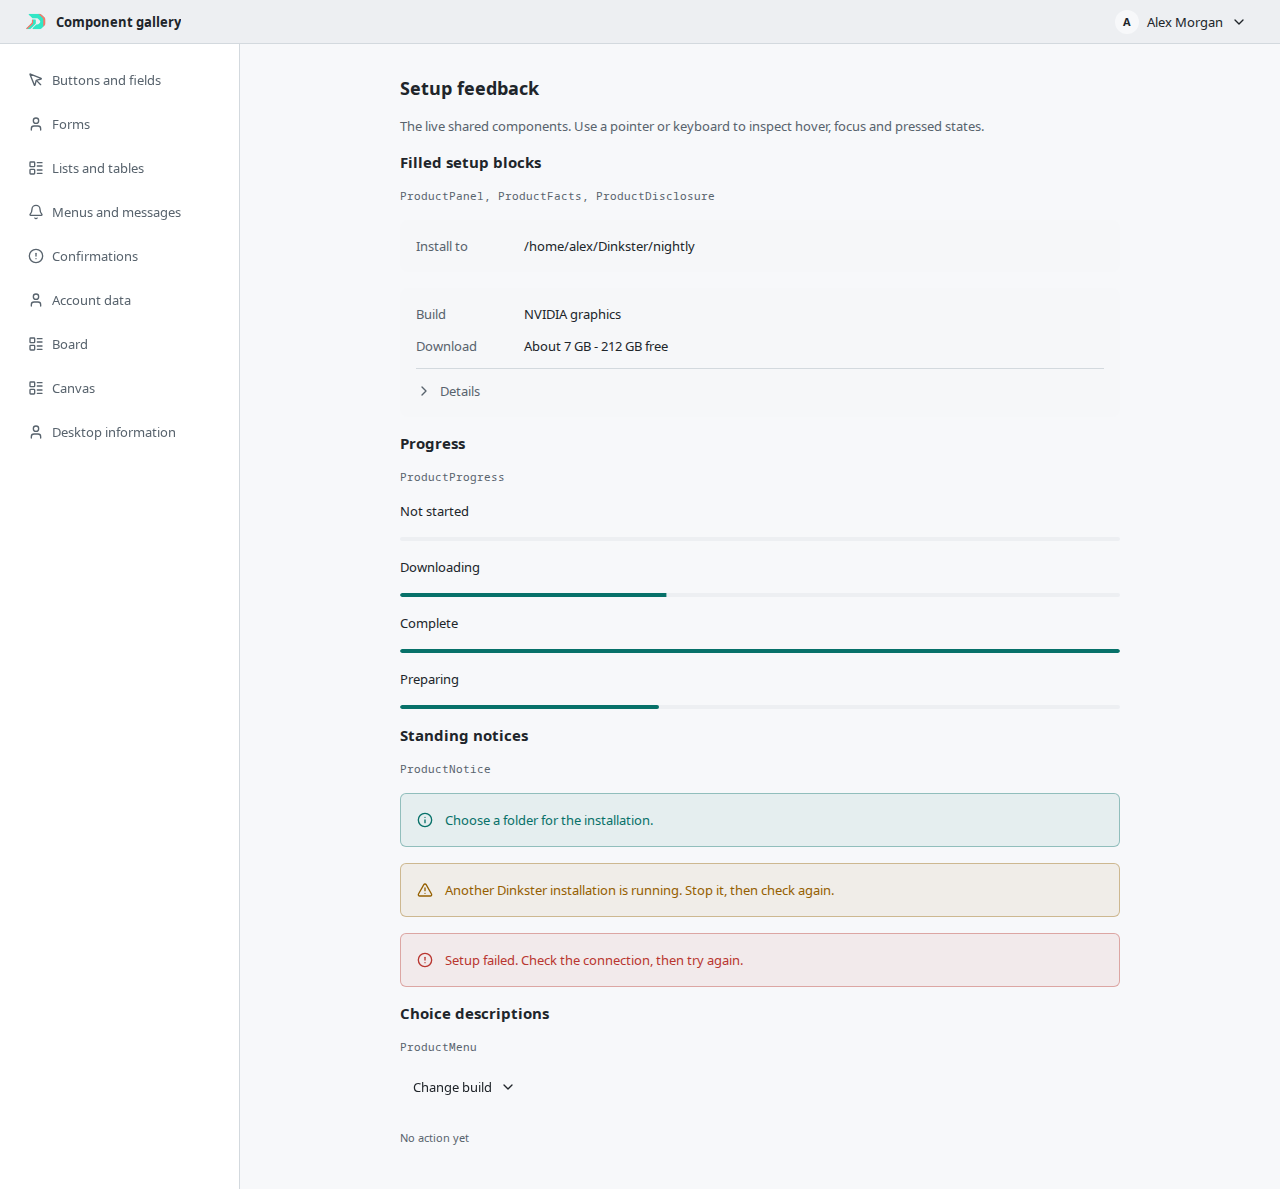 Component gallery
A
Alex Morgan
Buttons and fields
Forms
Lists and tables
Menus and messages
Confirmations
Account data
Board
Canvas
Desktop information
Setup feedback
The live shared components. Use a pointer or keyboard to inspect hover, focus and pressed states.
Filled setup blocks
ProductPanel, ProductFacts, ProductDisclosure
Install to /home/alex/Dinkster/nightly
Build NVIDIA graphics
Download About 7 GB - 212 GB free
Details
Progress
ProductProgress
Not started
Downloading
Complete
Preparing
Standing notices
ProductNotice
Choose a folder for the installation.
Another Dinkster installation is running. Stop it, then check again.
Setup failed. Check the connection, then try again.
Choice descriptions
ProductMenu
Change build
No action yet